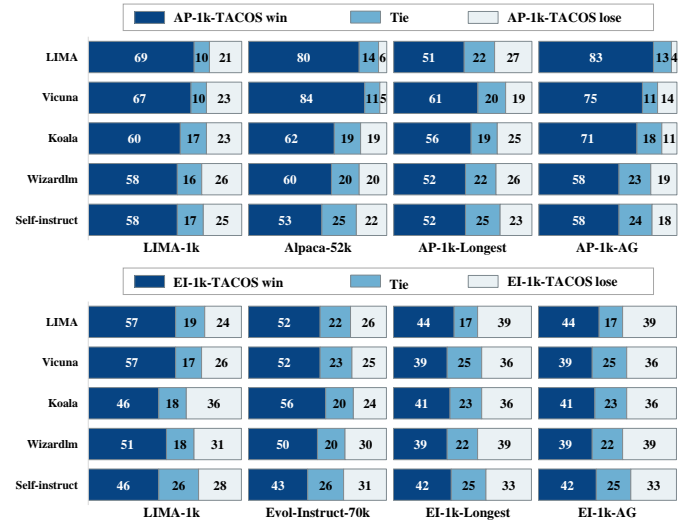 AP-1k-TACOS win Tie AP-1k-TACOS lose
LIMA 69 10 21 80 14 6 51 22 27 83 13 4
Vicuna 67 10 23 84 11 5 61 20 19 75 11 14
Koala 60 17 23 62 19 19 56 19 25 71 18 11
Wizardlm 58 16 26 60 20 20 52 22 26 58 23 19
Self-instruct 58 17 25 53 25 22 52 25 23 58 24 18
LIMA-1k Alpaca-52k AP-1k-Longest AP-1k-AG
EI-1k-TACOS win Tie EI-1k-TACOS lose
LIMA 57 19 24 52 22 26 44 17 39 44 17 39
Vicuna 57 17 26 52 23 25 39 25 36 39 25 36
Koala 46 18 36 56 20 24 41 23 36 41 23 36
Wizardlm 51 18 31 50 20 30 39 22 39 39 22 39
Self-instruct 46 26 28 43 26 31 42 25 33 42 25 33
LIMA-1k Evol-Instruct-70k EI-1k-Longest EI-1k-AG